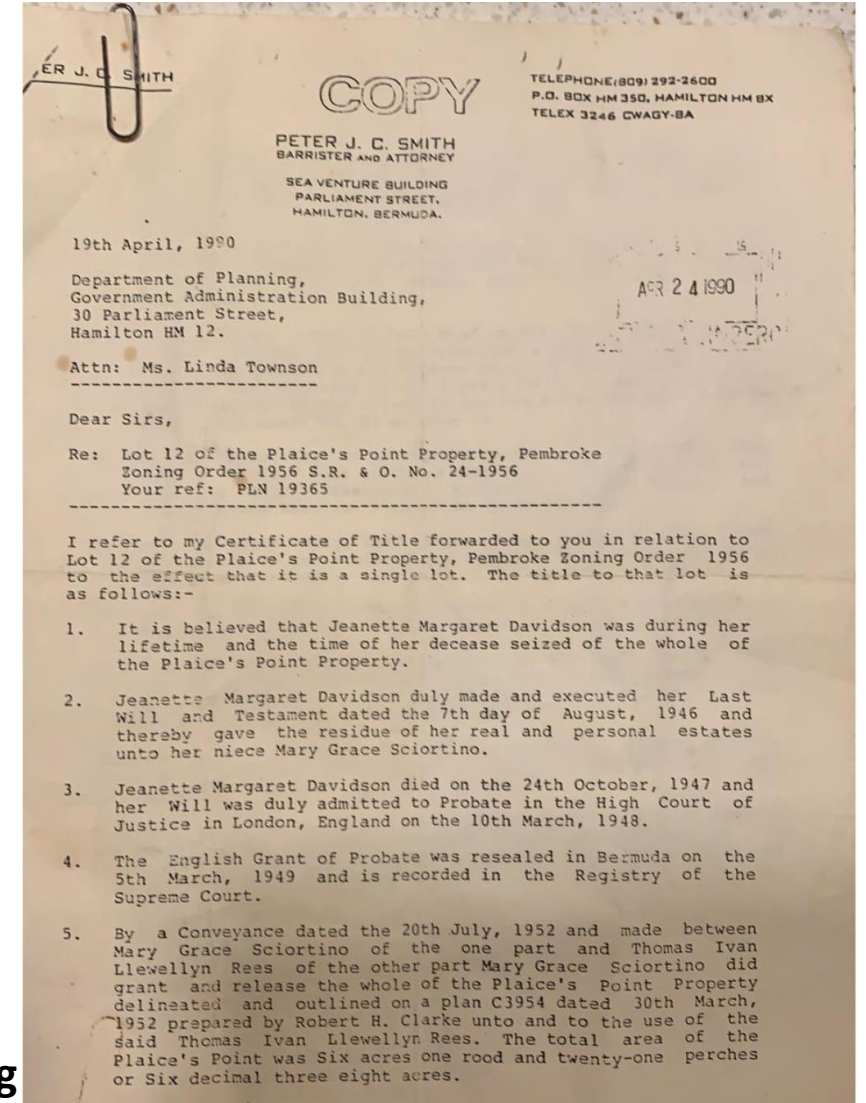 ER J. C. SMITH
COPY
TELEPHONE(809) 292-2600
P.O. BOX HM 350, HAMILTON HM BX
TELEX 3246 CWAGY-BA
PETER J. C. SMITH
BARRISTER AND ATTORNEY
SEA VENTURE BUILDING
PARLIAMENT STREET,
HAMILTON, BERMUDA.
19th April, 1990
APR 24 1990
Department of Planning,
Government Administration Building,
30 Parliament Street,
Hamilton HM 12.
Attn: Ms. Linda Townson
-------------------------
Dear Sirs,
Re: Lot 12 of the Plaice's Point Property, Pembroke
Zoning Order 1956 S.R. & O. No. 24-1956
Your ref: PLN 19365
------------------------------------------------------
I refer to my Certificate of Title forwarded to you in relation to
Lot 12 of the Plaice's Point Property, Pembroke Zoning Order 1956
to the effect that it is a single lot. The title to that lot is
as follows:-
1. It is believed that Jeanette Margaret Davidson was during her
lifetime and the time of her decease seized of the whole of
the Plaice's Point Property.
2. Jeanette Margaret Davidson duly made and executed her Last
Will and Testament dated the 7th day of August, 1946 and
thereby gave the residue of her real and personal estates
unto her niece Mary Grace Sciortino.
3. Jeanette Margaret Davidson died on the 24th October, 1947 and
her Will was duly admitted to Probate in the High Court of
Justice in London, England on the 10th March, 1948.
4. The English Grant of Probate was resealed in Bermuda on the
5th March, 1949 and is recorded in the Registry of the
Supreme Court.
5. By a Conveyance dated the 20th July, 1952 and made between
Mary Grace Sciortino of the one part and Thomas Ivan
Llewellyn Rees of the other part Mary Grace Sciortino did
grant and release the whole of the Plaice's Point Property
delineated and outlined on a plan C3954 dated 30th March,
1952 prepared by Robert H. Clarke unto and to the use of the
said Thomas Ivan Llewellyn Rees. The total area of the
Plaice's Point was Six acres one rood and twenty-one perches
or Six decimal three eight acres.
g